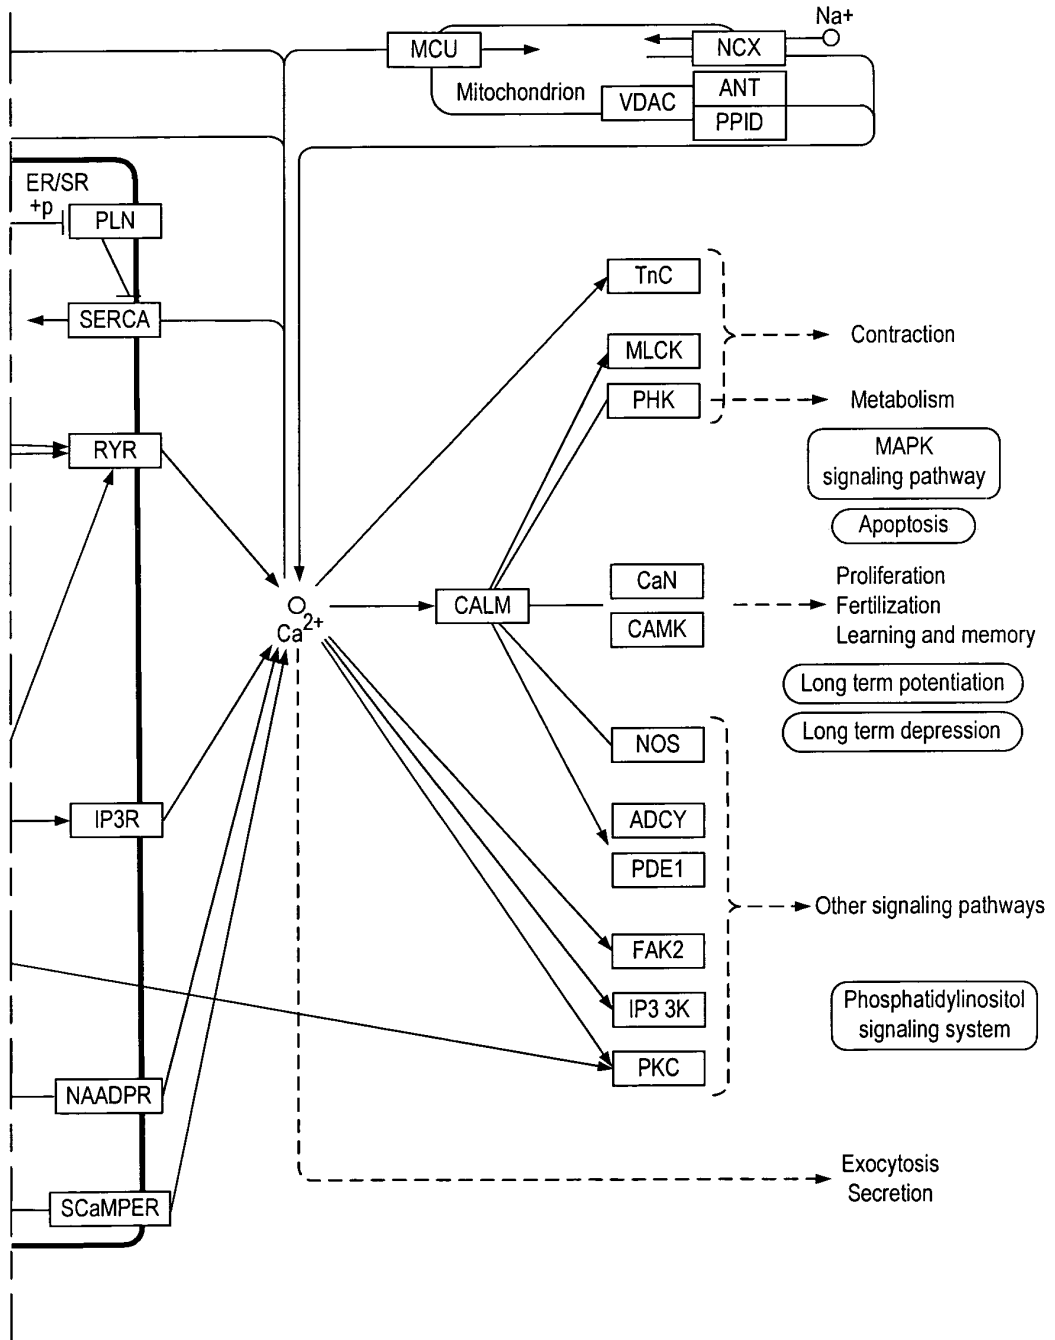 Na+
MCU
NCX
Mitochondrion
VDAC
ANT
PPID
ER/SR
+p
PLN
SERCA
TnC
MLCK
PHK
Contraction
Metabolism
RYR
MAPK
signaling pathway
Apoptosis
Ca2+
CALM
CaN
CAMK
Proliferation
Fertilization
Learning and memory
Long term potentiation
Long term depression
NOS
IP3R
ADCY
PDE1
Other signaling pathways
FAK2
IP3 3K
PKC
Phosphatidylinositol
signaling system
NAADPR
SCaMPER
Exocytosis
Secretion